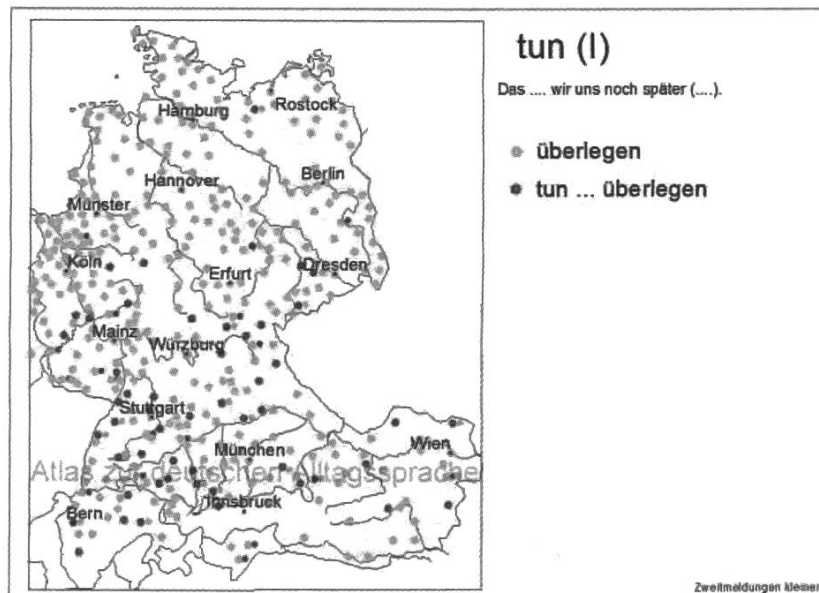 tun (I)
Das .... wir uns noch später (....).
überlegen
tun ... überlegen
Rostock
Hamburg
Berlin
Hannover
Münster
Köln
Erfurt
Dresden
Mainz
Würzburg
Stuttgart
München
Wien
Atlas zur deutschen Alltagssprache
Innsbruck
Bern
Zweitmeldungen kleiner